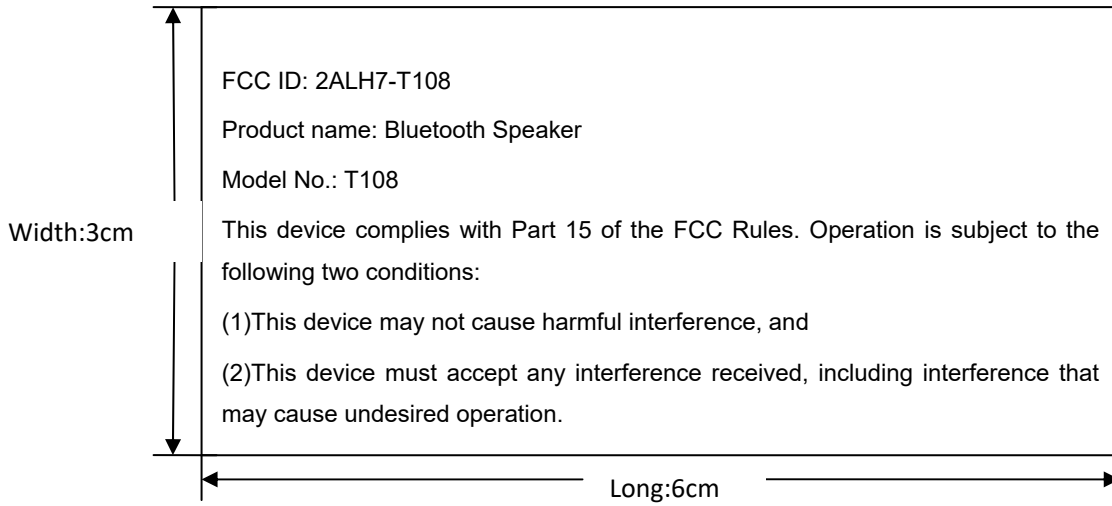 FCC ID: 2ALH7-T108
Product name: Bluetooth Speaker
Model No.: T108
Width:3cm
This device complies with Part 15 of the FCC Rules. Operation is subject to the
following two conditions:
(1)This device may not cause harmful interference, and
(2)This device must accept any interference received, including interference that
may cause undesired operation.
Long:6cm